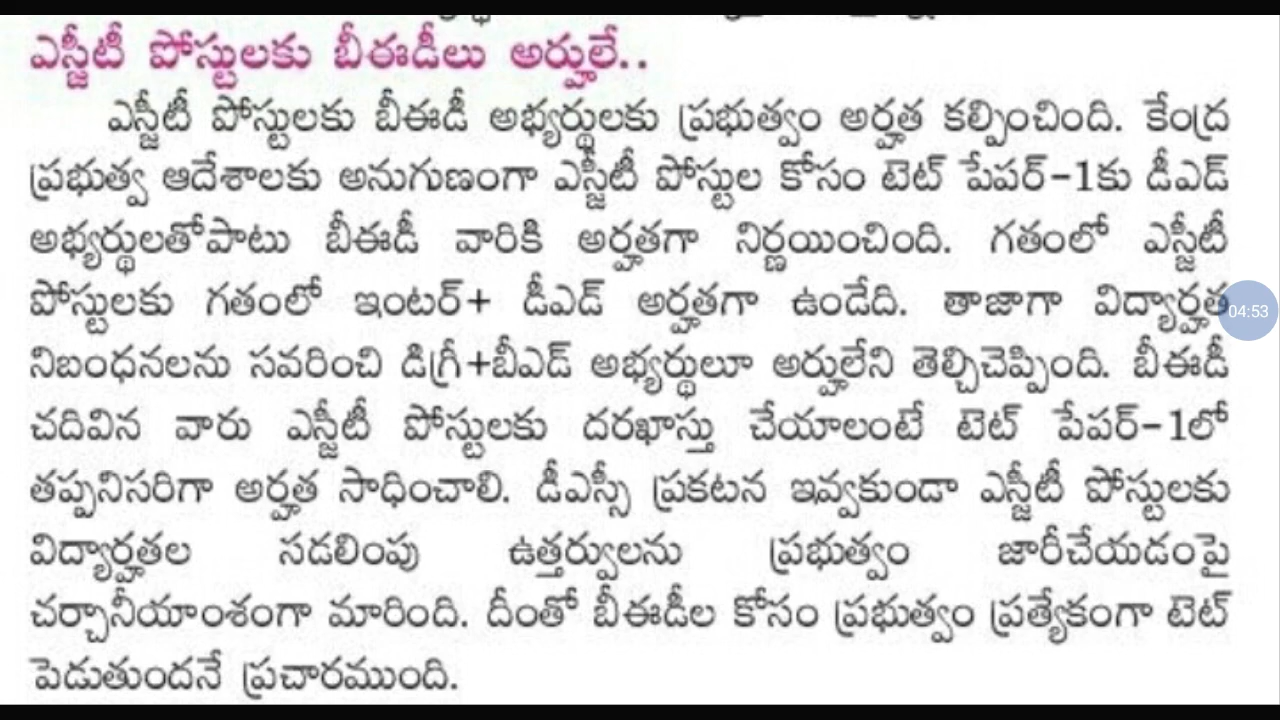 ఎస్జీటీ పోస్టులకు బీఈడీలు అర్హులే..
ఎస్జీటీ పోస్టులకు బీఈడీ అభ్యర్థులకు ప్రభుత్వం అర్హత కల్పించింది. కేంద్ర
ప్రభుత్వ ఆదేశాలకు అనుగుణంగా ఎస్జీటీ పోస్టుల కోసం టెట్ పేపర్-1కు డీఎడ్
అభ్యర్థులతోపాటు బీఈడీ వారికి అర్హతగా నిర్ణయించింది. గతంలో ఎస్జీటీ
పోస్టులకు గతంలో ఇంటర్+ డీఎడ్ అర్హతగా ఉండేది. తాజాగా విద్యార్హత
04:53
నిబంధనలను సవరించి డిగ్రీ+బీఎడ్ అభ్యర్థులూ అర్హులేని తెల్చిచెప్పింది. బీఈడీ
చదివిన వారు ఎస్జీటీ పోస్టులకు దరఖాస్తు చేయాలంటే టెట్ పేపర్-1లో
తప్పనిసరిగా అర్హత సాధించాలి. డీఎస్సీ ప్రకటన ఇవ్వకుండా ఎస్జీటీ పోస్టులకు
విద్యార్హతల సడలింపు ఉత్తర్వులను ప్రభుత్వం జారీచేయడంపై
చర్చానీయాంశంగా మారింది. దీంతో బీఈడీల కోసం ప్రభుత్వం ప్రత్యేకంగా టెట్
పెడుతుందనే ప్రచారముంది.